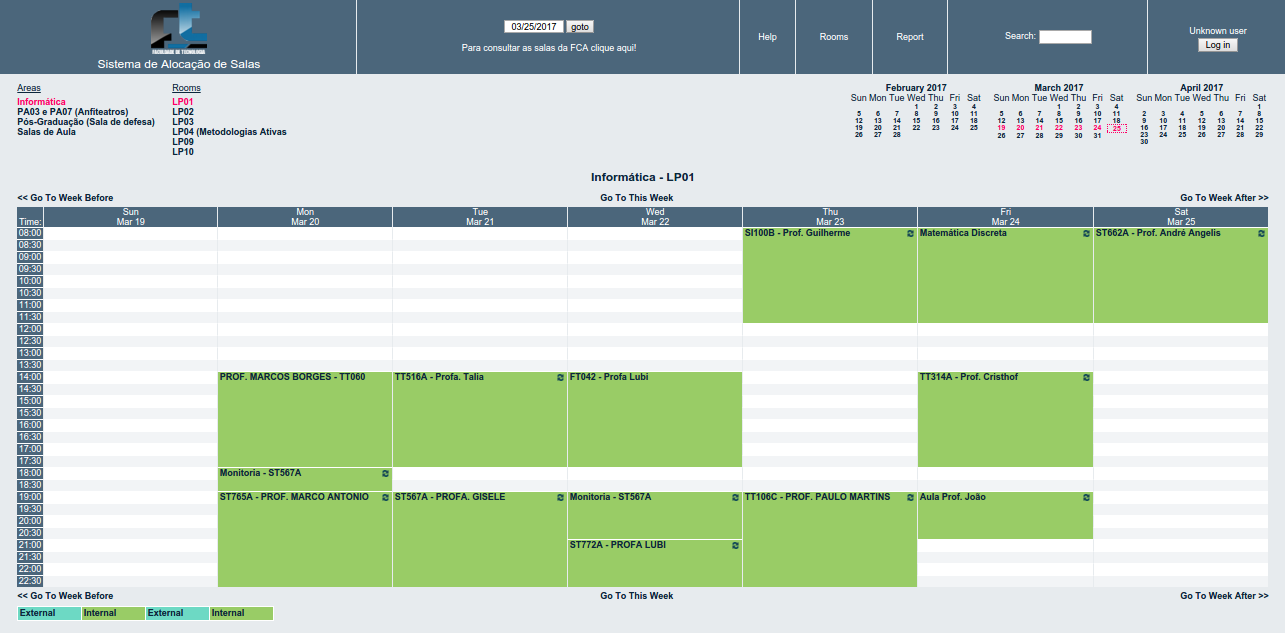 FACULDADE DE TECNOLOGIA
Sistema de Alocação de Salas
03/25/2017 goto
Para consultar as salas da FCA clique aqui!
Help
Rooms
Report
Search:
Unknown user
Log in
Areas
Informática
PA03 e PA07 (Anfiteatros)
Pós-Graduação (Sala de defesa)
Salas de Aula
Rooms
LP01
LP02
LP03
LP04 (Metodologias Ativas
LP09
LP10
February 2017
Sun Mon Tue Wed Thu Fri Sat
1 2 3 4
5 6 7 8 9 10 11
12 13 14 15 16 17 18
19 20 21 22 23 24 25
26 27 28
March 2017
Sun Mon Tue Wed Thu Fri Sat
1 2 3 4
5 6 7 8 9 10 11
12 13 14 15 16 17 18
19 20 21 22 23 24 25
26 27 28 29 30 31
April 2017
Sun Mon Tue Wed Thu Fri Sat
1
2 3 4 5 6 7 8
9 10 11 12 13 14 15
16 17 18 19 20 21 22
23 24 25 26 27 28 29
30
Informática - LP01
<< Go To Week Before Go To This Week Go To Week After >>
Sun Mon Tue Wed Thu Fri Sat
Time: Mar 19 Mar 20 Mar 21 Mar 22 Mar 23 Mar 24 Mar 25
08:00 SI100B - Prof. Guilherme Matemática Discreta ST662A - Prof. André Angelis
08:30
09:00
09:30
10:00
10:30
11:00
11:30
12:00
12:30
13:00
13:30
14:00 PROF. MARCOS BORGES - TT060 TT516A - Profa. Talia FT042 - Profa Lubi TT314A - Prof. Cristhof
14:30
15:00
15:30
16:00
16:30
17:00
17:30
18:00 Monitoria - ST567A
18:30
19:00 ST765A - PROF. MARCO ANTONIO ST567A - PROFA. GISELE Monitoria - ST567A TT106C - PROF. PAULO MARTINS Aula Prof. João
19:30
20:00
20:30
21:00 ST772A - PROFA LUBI
21:30
22:00
22:30
<< Go To Week Before Go To This Week Go To Week After >>
External Internal External Internal